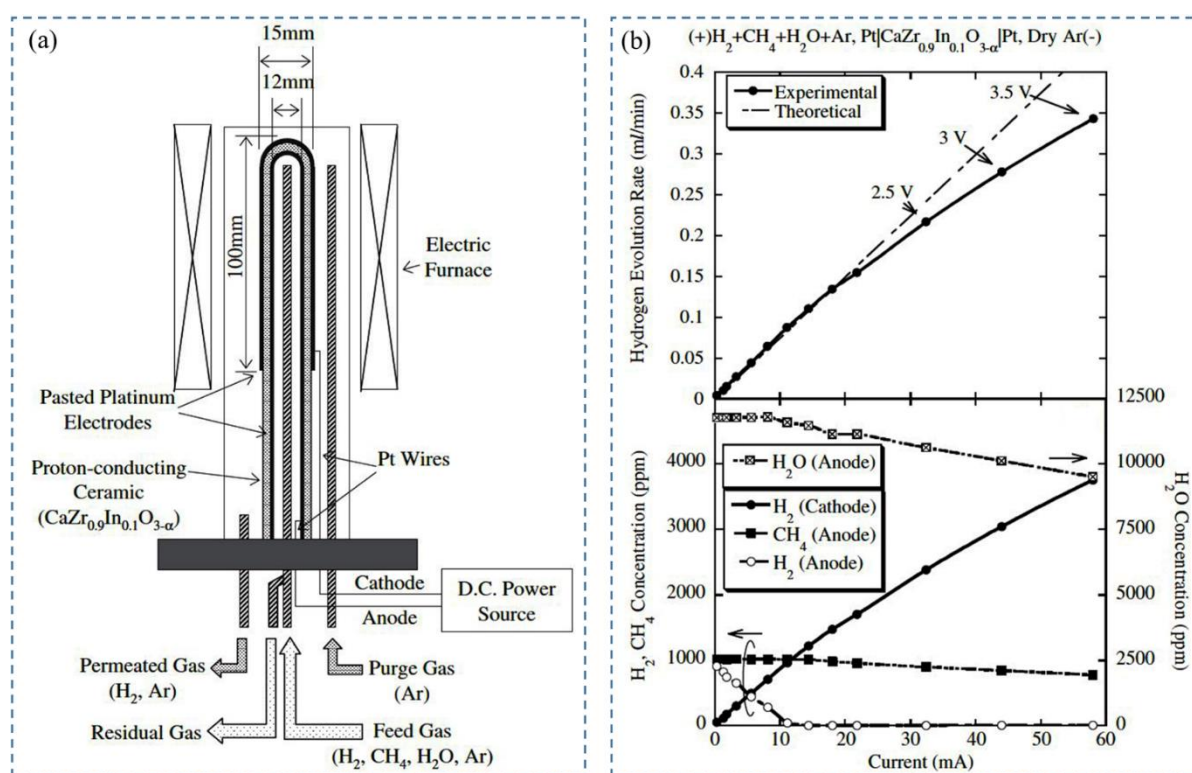 (a)
15mm
12mm
100mm
Electric
Furnace
Pasted Platinum
Electrodes
Proton-conducting
Ceramic
(CaZr0.9In0.1O3-α)
Pt Wires
Cathode
Anode
D.C. Power
Source
Permeated Gas
(H2, Ar)
Purge Gas
(Ar)
Residual Gas
Feed Gas
(H2, CH4, H2O, Ar)
(b)
(+)H2+CH4+H2O+Ar, Pt|CaZr0.9In0.1O3-α|Pt, Dry Ar(-)
Hydrogen Evolution Rate (ml/min)
0.4
0.35
0.3
0.25
0.2
0.15
0.1
0.05
0
Experimental
Theoretical
3.5 V
3 V
2.5 V
H2, CH4 Concentration (ppm)
4000
3000
2000
1000
0
H2O (Anode)
H2 (Cathode)
CH4 (Anode)
H2 (Anode)
12500
10000
7500
5000
2500
0
H2O Concentration (ppm)
0 10 20 30 40 50 60
Current (mA)